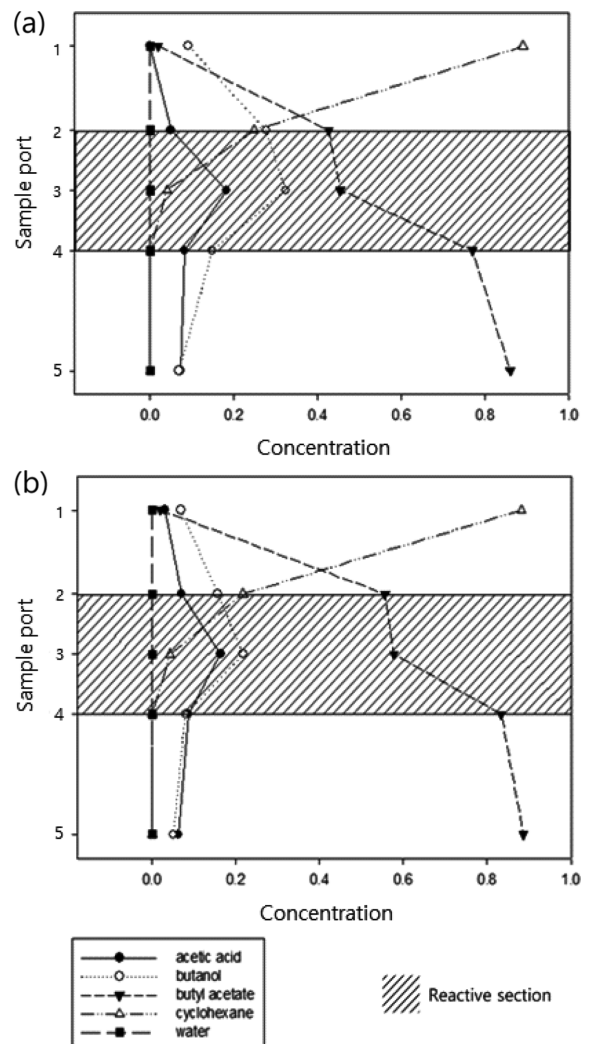 (a)
1
2
3
4
5
Sample port
0.0 0.2 0.4 0.6 0.8 1.0
Concentration
(b)
1
2
3
4
5
Sample port
0.0 0.2 0.4 0.6 0.8 1.0
Concentration
acetic acid
butanol
butyl acetate
cyclohexane
water
Reactive section